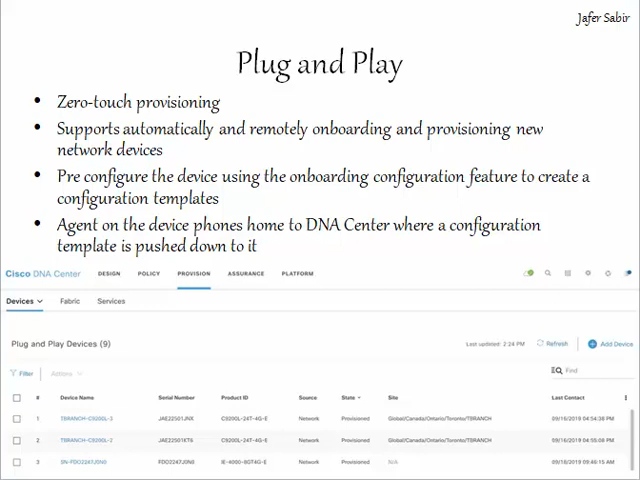 Jafer Sabir
Plug and Play
• Zero-touch provisioning
• Supports automatically and remotely onboarding and provisioning new
network devices
• Pre configure the device using the onboarding configuration feature to create a
configuration templates
• Agent on the device phones home to DNA Center where a configuration
template is pushed down to it
Cisco DNA Center DESIGN POLICY PROVISION ASSURANCE PLATFORM
Devices Fabric Services
Plug and Play Devices (9) Last updated: 2:24 PM Refresh Add Device
Filter Actions Find
# Device Name Serial Number Product ID Source State Site Last Contact
1 TBRANCH-C9200L-3 JAE22501JNX C9200L-24T-4G-E Network Provisioned Global/Canada/Ontario/Toronto/TBRANCH 09/16/2019 04:54:38 PM
2 TBRANCH-C9200L-2 JAE22501KT6 C9200L-24T-4G-E Network Provisioned Global/Canada/Ontario/Toronto/TBRANCH 09/16/2019 04:55:08 PM
3 SN-FDO2247J0N0 FDO2247J0N0 IE-4000-8GT4G-E Network Provisioned N/A 09/18/2019 09:46:15 AM